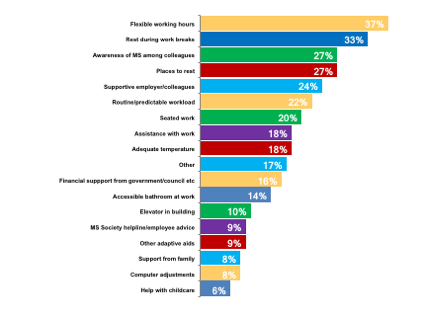 Flexible working hours 37%
Rest during work breaks 33%
Awareness of MS among colleagues 27%
Places to rest 27%
Supportive employer/colleagues 24%
Routine/predictable workload 22%
Seated work 20%
Assistance with work 18%
Adequate temperature 18%
Other 17%
Financial suppport from government/council etc 16%
Accessible bathroom at work 14%
Elevator in building 10%
MS Society helpline/employee advice 9%
Other adaptive aids 9%
Support from family 8%
Computer adjustments 8%
Help with childcare 6%